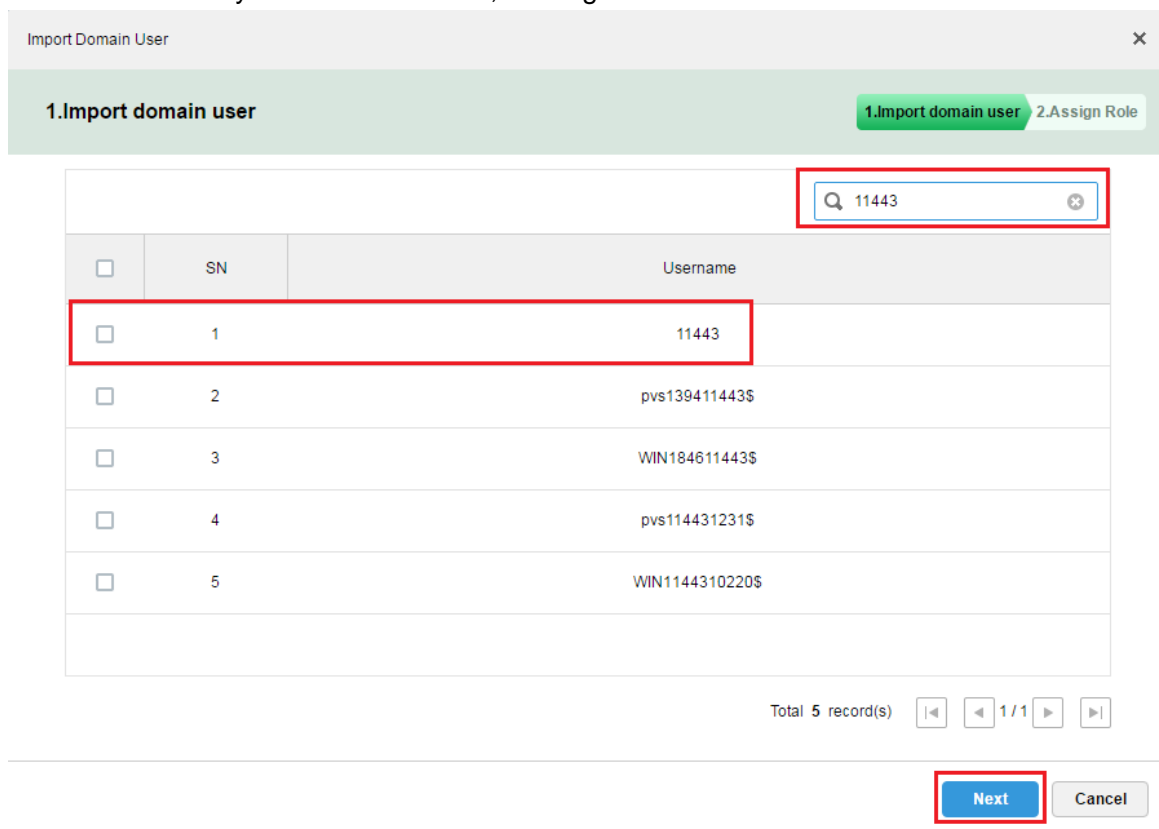 Import Domain User
1.Import domain user
1.Import domain user 2.Assign Role
11443
SN Username
1 11443
2 pvs139411443$
3 WIN184611443$
4 pvs114431231$
5 WIN1144310220$
Total 5 record(s) 1 / 1
Next Cancel